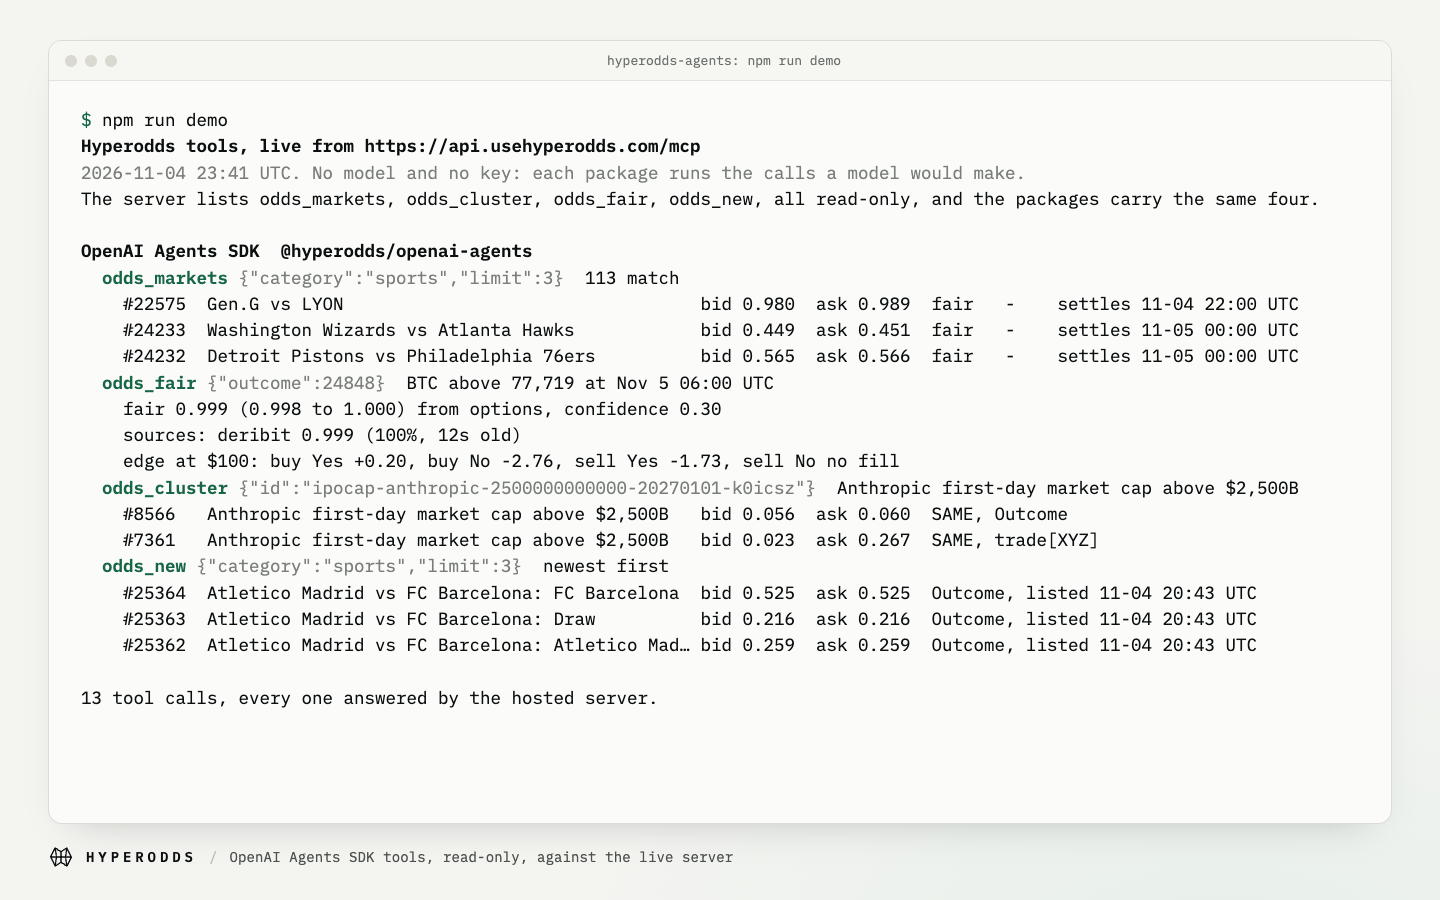 hyperodds-agents: npm run demo
$ npm run demo
Hyperodds tools, live from https://api.usehyperodds.com/mcp
2026-11-04 23:41 UTC. No model and no key: each package runs the calls a model would make.
The server lists odds_markets, odds_cluster, odds_fair, odds_new, all read-only, and the packages carry the same four.
OpenAI Agents SDK  @hyperodds/openai-agents
odds_markets {"category":"sports","limit":3}  113 match
#22575  Gen.G vs LYON  bid 0.980  ask 0.989  fair  -  settles 11-04 22:00 UTC
#24233  Washington Wizards vs Atlanta Hawks  bid 0.449  ask 0.451  fair  -  settles 11-05 00:00 UTC
#24232  Detroit Pistons vs Philadelphia 76ers  bid 0.565  ask 0.566  fair  -  settles 11-05 00:00 UTC
odds_fair {"outcome":24848}  BTC above 77,719 at Nov 5 06:00 UTC
fair 0.999 (0.998 to 1.000) from options, confidence 0.30
sources: deribit 0.999 (100%, 12s old)
edge at $100: buy Yes +0.20, buy No -2.76, sell Yes -1.73, sell No no fill
odds_cluster {"id":"ipocap-anthropic-2500000000000-20270101-k0icsz"}  Anthropic first-day market cap above $2,500B
#8566  Anthropic first-day market cap above $2,500B  bid 0.056  ask 0.060  SAME, Outcome
#7361  Anthropic first-day market cap above $2,500B  bid 0.023  ask 0.267  SAME, trade[XYZ]
odds_new {"category":"sports","limit":3}  newest first
#25364  Atletico Madrid vs FC Barcelona: FC Barcelona  bid 0.525  ask 0.525  Outcome, listed 11-04 20:43 UTC
#25363  Atletico Madrid vs FC Barcelona: Draw  bid 0.216  ask 0.216  Outcome, listed 11-04 20:43 UTC
#25362  Atletico Madrid vs FC Barcelona: Atletico Mad…  bid 0.259  ask 0.259  Outcome, listed 11-04 20:43 UTC
13 tool calls, every one answered by the hosted server.
HYPERODDS / OpenAI Agents SDK tools, read-only, against the live server